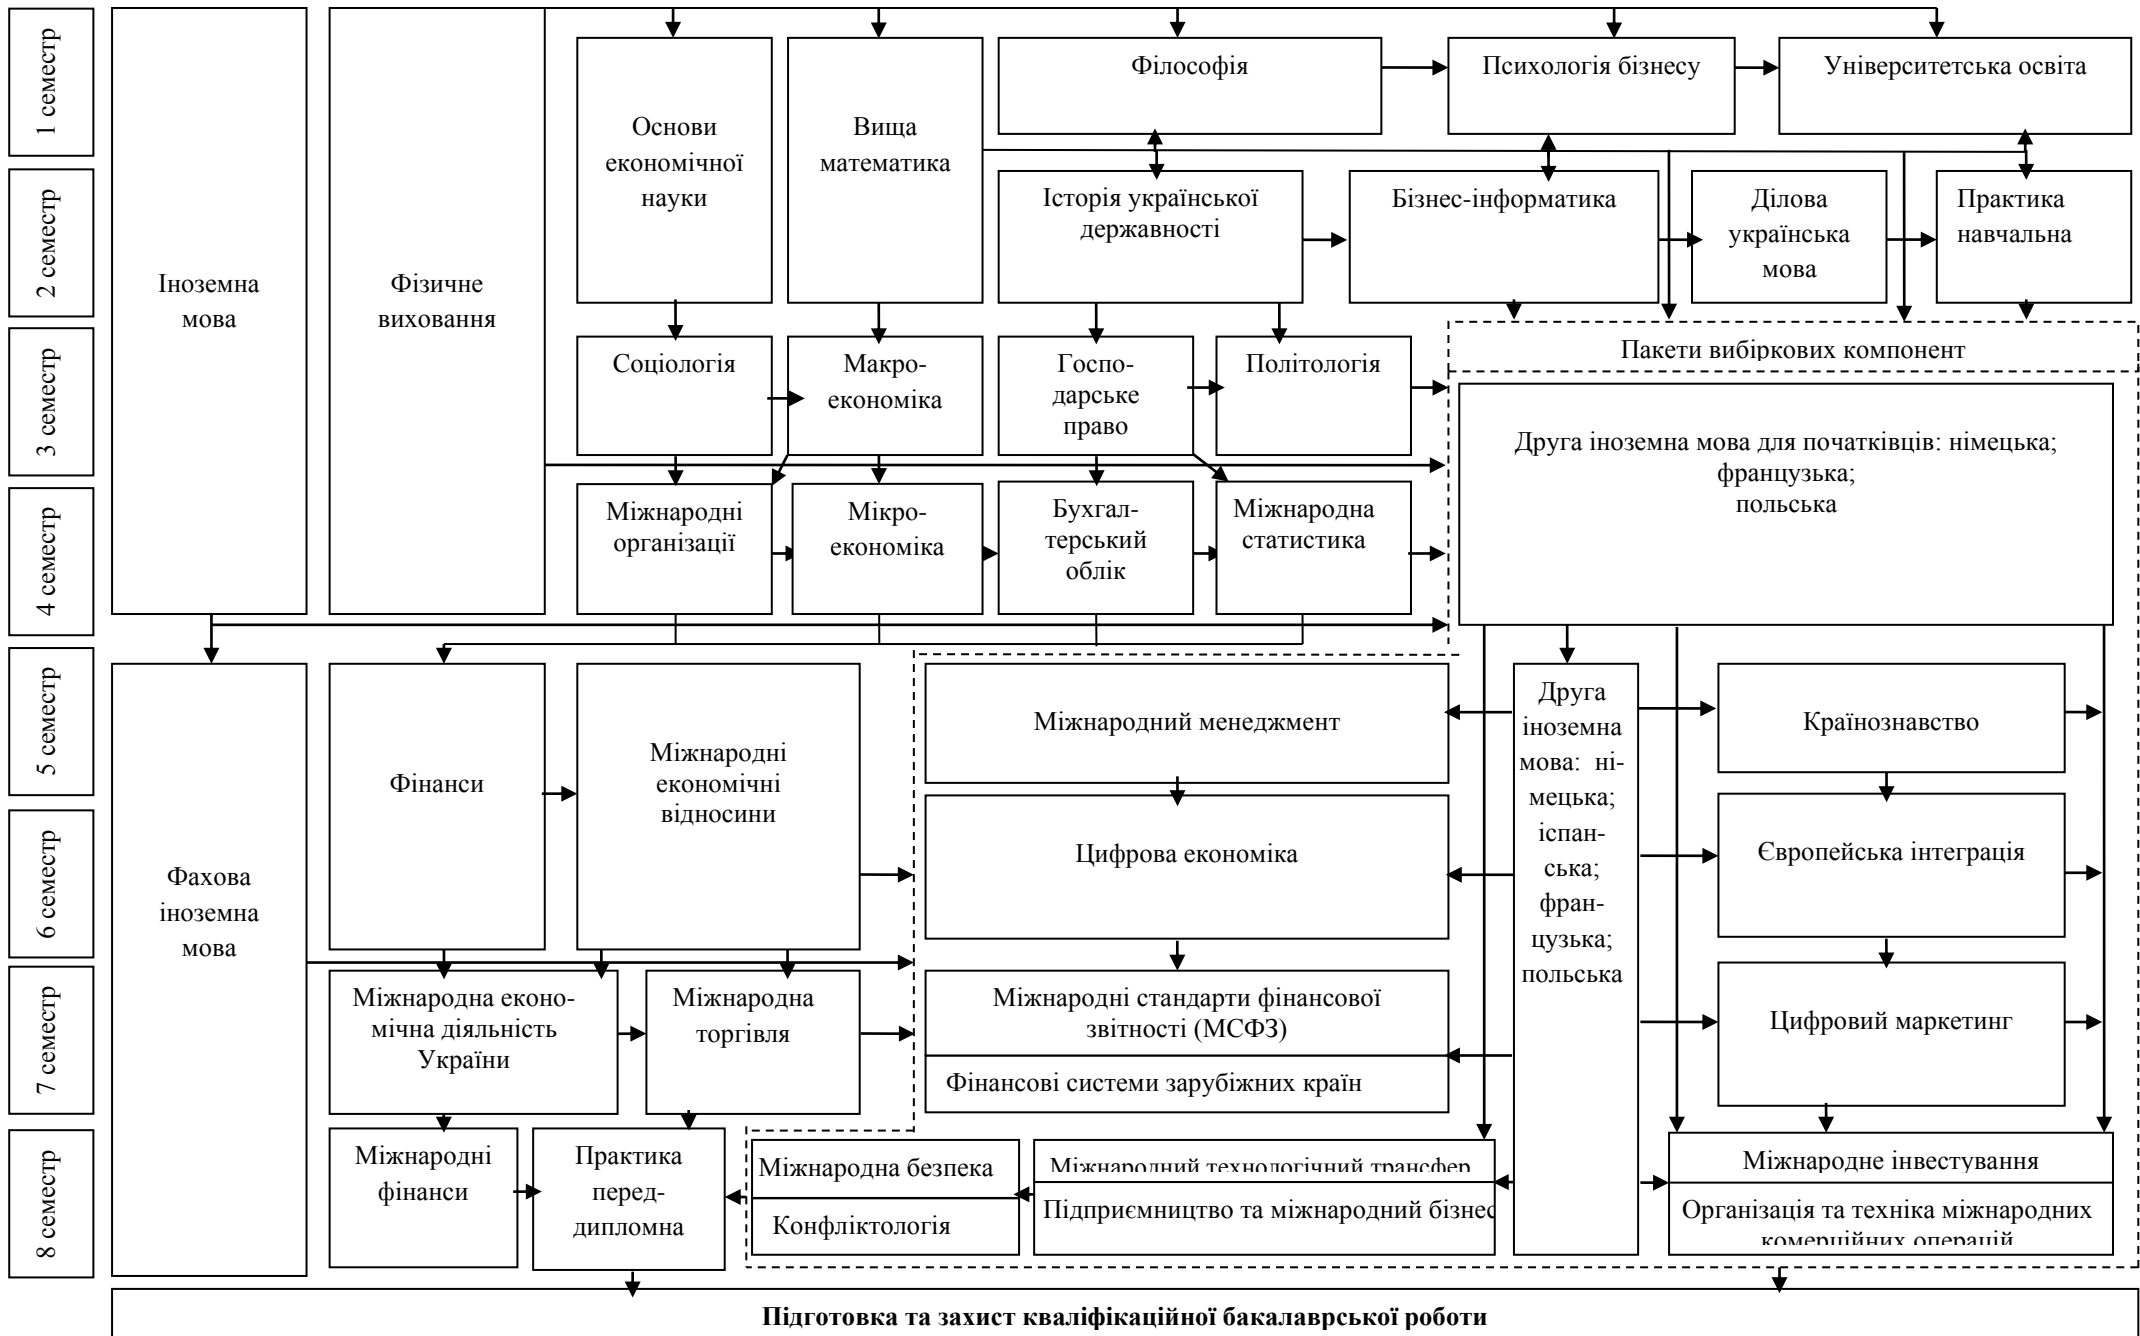 1 семестр
2 семестр
3 семестр
4 семестр
5 семестр
6 семестр
7 семестр
8 семестр
Іноземна
мова
Фізичне
виховання
Основи
економічної
науки
Вища
математика
Філософія
Психологія бізнесу
Університетська освіта
Історія української
державності
Бізнес-інформатика
Ділова
українська
мова
Практика
навчальна
Соціологія
Макро-
економіка
Госпо-
дарське
право
Політологія
Пакети вибіркових компонент
Друга іноземна мова для початківців: німецька;
французька;
польська
Міжнародні
організації
Мікро-
економіка
Бухгал-
терський
облік
Міжнародна
статистика
Фахова
іноземна
мова
Фінанси
Міжнародні
економічні
відносини
Міжнародний менеджмент
Друга
іноземна
мова: ні-
мецька;
іспан-
ська;
фран-
цузька;
польська
Країнознавство
Цифрова економіка
Європейська інтеграція
Міжнародна еконо-
мічна діяльність
України
Міжнародна
торгівля
Міжнародні стандарти фінансової
звітності (МСФЗ)
Фінансові системи зарубіжних країн
Цифровий маркетинг
Міжнародні
фінанси
Практика
перед-
дипломна
Міжнародна безпека
Конфліктологія
Міжнародний технологічний трансфер
Підприємництво та міжнародний бізнес
Міжнародне інвестування
Організація та техніка міжнародних
комерційних операцій
Підготовка та захист кваліфікаційної бакалаврської роботи